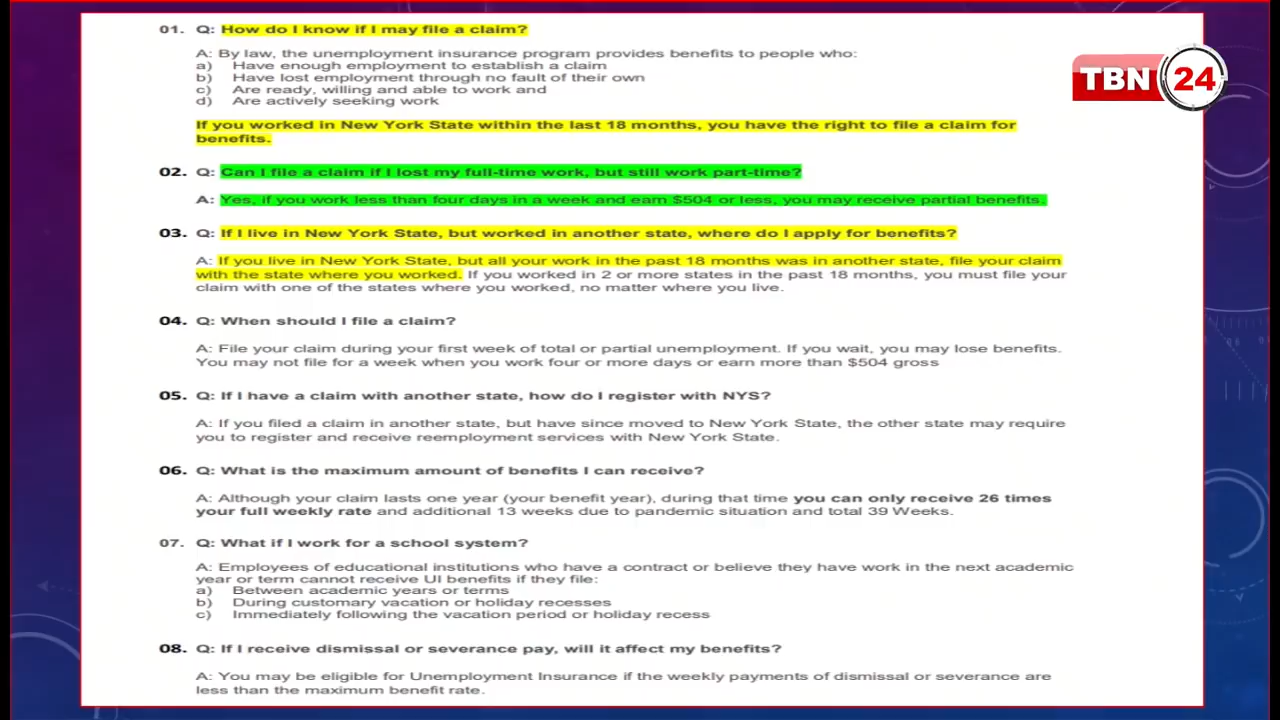 01. Q: How do I know if I may file a claim?
A: By law, the unemployment insurance program provides benefits to people who:
a) Have enough employment to establish a claim
b) Have lost employment through no fault of their own
c) Are ready, willing and able to work and
d) Are actively seeking work
If you worked in New York State within the last 18 months, you have the right to file a claim for
benefits.
02. Q: Can I file a claim if I lost my full-time work, but still work part-time?
A: Yes, if you work less than four days in a week and earn $504 or less, you may receive partial benefits.
03. Q: If I live in New York State, but worked in another state, where do I apply for benefits?
A: If you live in New York State, but all your work in the past 18 months was in another state, file your claim
with the state where you worked. If you worked in 2 or more states in the past 18 months, you must file your
claim with one of the states where you worked, no matter where you live.
04. Q: When should I file a claim?
A: File your claim during your first week of total or partial unemployment. If you wait, you may lose benefits.
You may not file for a week when you work four or more days or earn more than $504 gross
05. Q: If I have a claim with another state, how do I register with NYS?
A: If you filed a claim in another state, but have since moved to New York State, the other state may require
you to register and receive reemployment services with New York State.
06. Q: What is the maximum amount of benefits I can receive?
A: Although your claim lasts one year (your benefit year), during that time you can only receive 26 times
your full weekly rate and additional 13 weeks due to pandemic situation and total 39 Weeks.
07. Q: What if I work for a school system?
A: Employees of educational institutions who have a contract or believe they have work in the next academic
year or term cannot receive UI benefits if they file:
a) Between academic years or terms
b) During customary vacation or holiday recesses
c) Immediately following the vacation period or holiday recess
08. Q: If I receive dismissal or severance pay, will it affect my benefits?
A: You may be eligible for Unemployment Insurance if the weekly payments of dismissal or severance are
less than the maximum benefit rate.
TBN 24